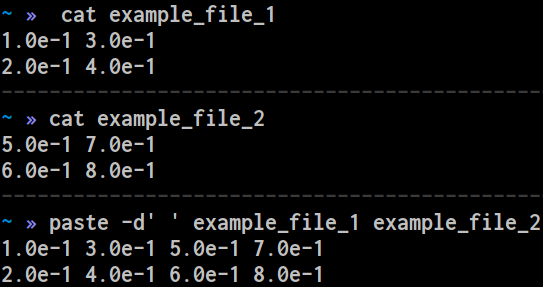 ~ »  cat example_file_1
1.0e-1 3.0e-1
2.0e-1 4.0e-1
~ » cat example_file_2
5.0e-1 7.0e-1
6.0e-1 8.0e-1
~ » paste -d' ' example_file_1 example_file_2
1.0e-1 3.0e-1 5.0e-1 7.0e-1
2.0e-1 4.0e-1 6.0e-1 8.0e-1